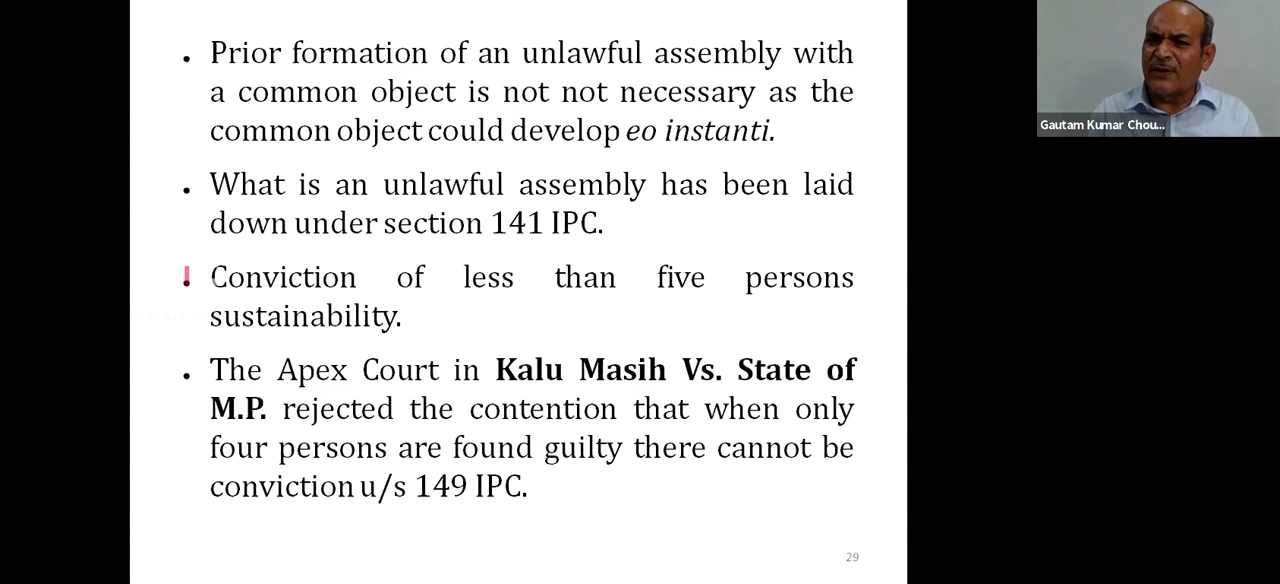 Prior formation of an unlawful assembly with
a common object is not not necessary as the
common object could develop eo instanti.
What is an unlawful assembly has been laid
down under section 141 IPC.
Conviction of less than five persons
sustainability.
The Apex Court in Kalu Masih Vs. State of
M.P. rejected the contention that when only
four persons are found guilty there cannot be
conviction u/s 149 IPC.
29
Gautam Kumar Chou...